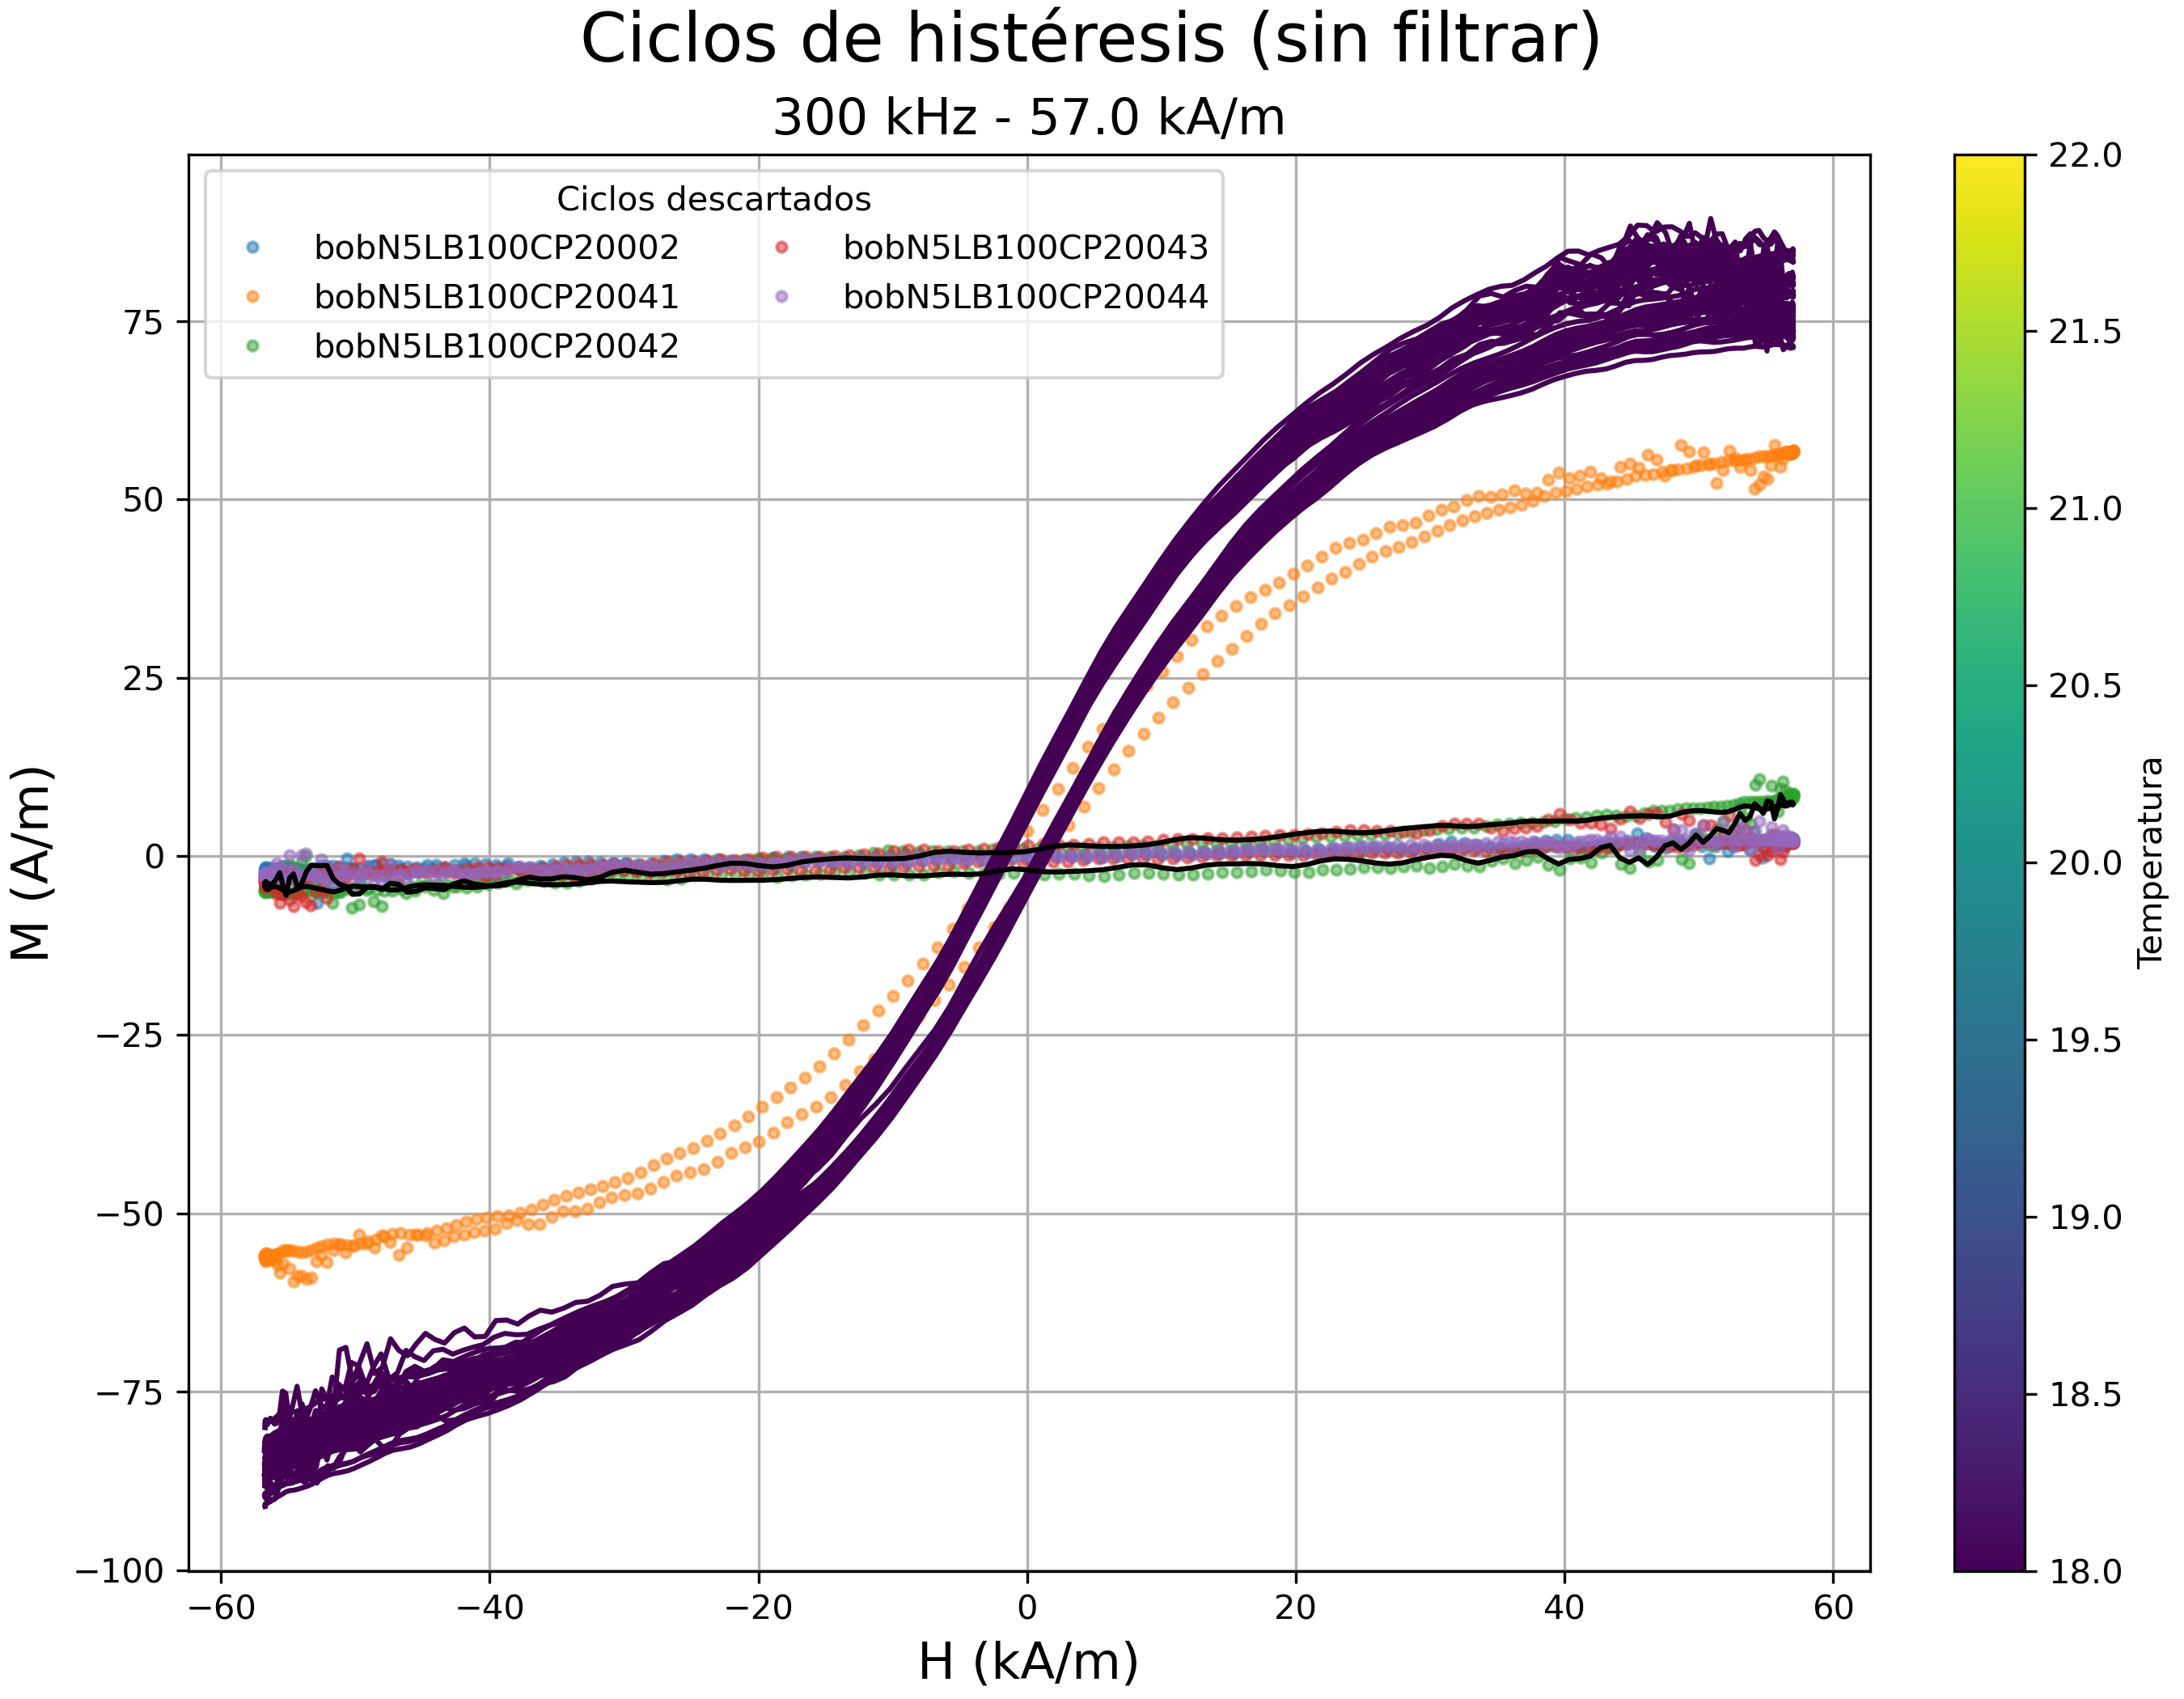 Ciclos de histéresis (sin filtrar)
300 kHz - 57.0 kA/m
Ciclos descartados
bobN5LB100CP20002
bobN5LB100CP20041
bobN5LB100CP20042
bobN5LB100CP20043
bobN5LB100CP20044
M (A/m)
75
50
25
0
−25
−50
−75
−100
−60
−40
−20
0
20
40
60
H (kA/m)
22.0
21.5
21.0
20.5
20.0
19.5
19.0
18.5
18.0
Temperatura